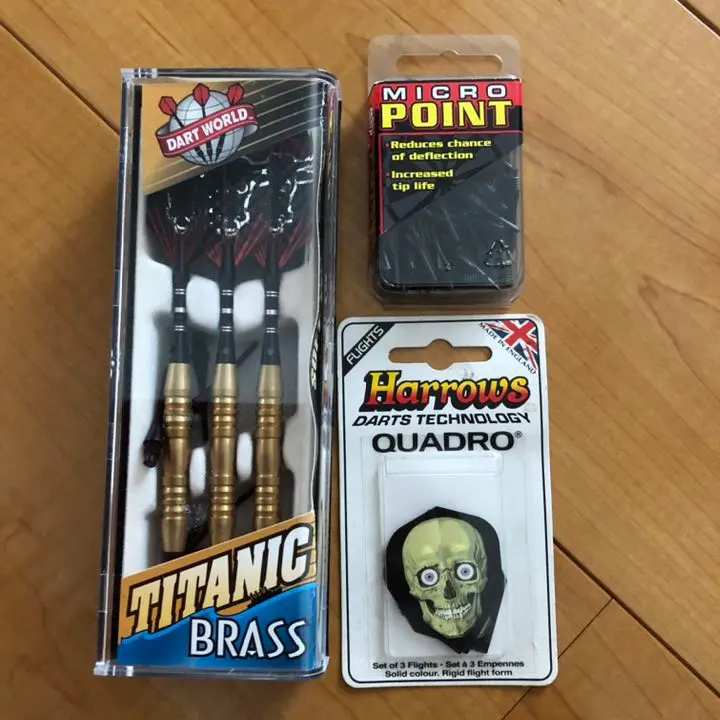 DART WORLD
TITANIC
BRASS
MICRO
POINT
• Reduces chance
of deflection
• Increased
tip life
FLIGHTS
MADE IN ENGLAND
Harrows
DARTS TECHNOLOGY
QUADRO®
Set of 3 Flights • Set à 3 Empennes
Solid colour. Rigid flight form